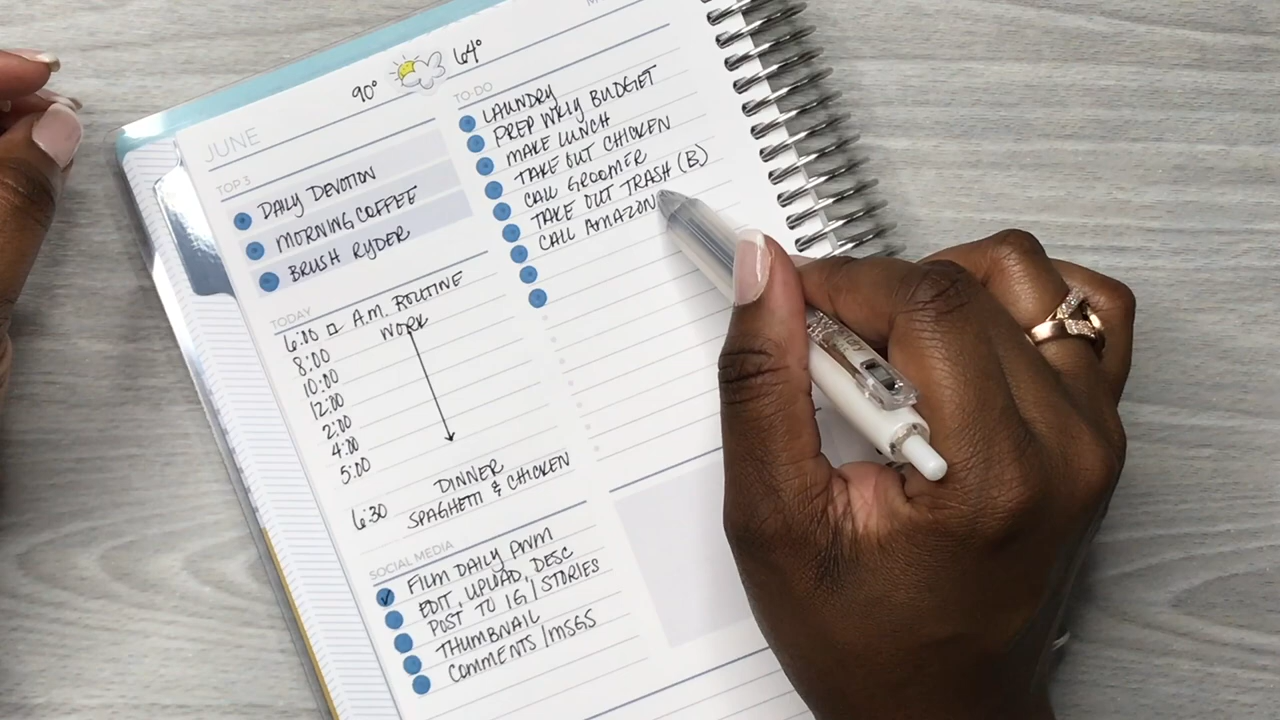 90° 64°
JUNE
TOP 3
DAILY DEVOTION
MORNING COFFEE
BRUSH RYDER
TODAY
6:00 A.M. ROUTINE
8:00 WORK
10:00
12:00
2:00
4:00
5:00
6:30 DINNER
SPAGHETTI & CHICKEN
SOCIAL MEDIA
FILM DAILY PWM
EDIT, UPLOAD, DESC
POST TO IG / STORIES
THUMBNAIL
COMMENTS / MSGS
TO-DO
LAUNDRY
PREP WKLY BUDGET
MAKE LUNCH
TAKE OUT CHICKEN
CALL GROOMER
TAKE OUT TRASH (B)
CALL AMAZON